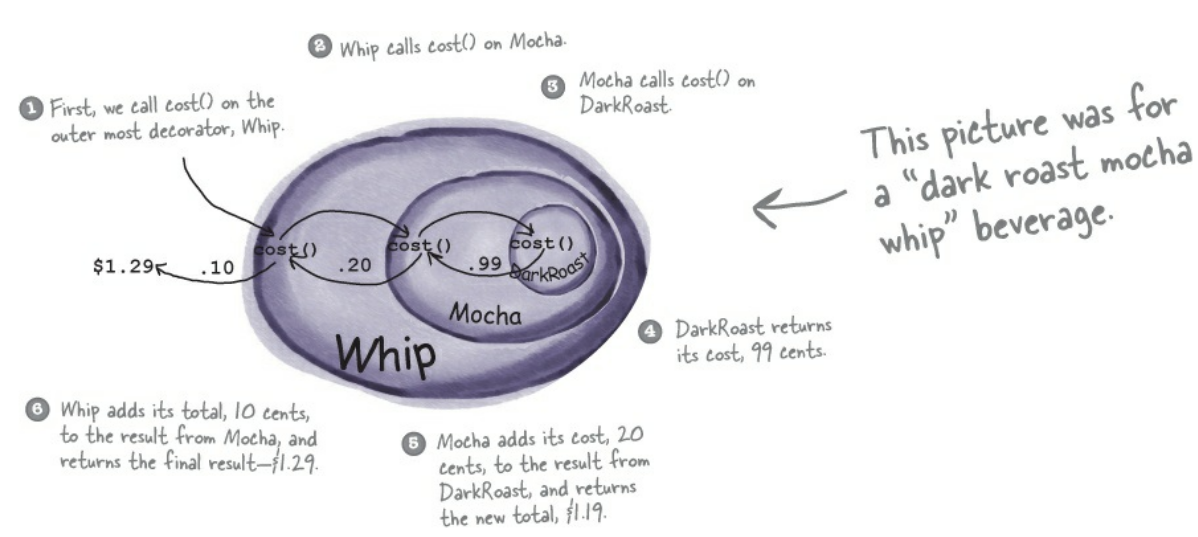 2 Whip calls cost() on Mocha.
3 Mocha calls cost() on
DarkRoast.
1 First, we call cost() on the
outer most decorator, Whip.
This picture was for
a “dark roast mocha
whip” beverage.
cost()
cost()
cost()
$1.29
.10
.20
.99
DarkRoast
Mocha
Whip
4 DarkRoast returns
its cost, 99 cents.
6 Whip adds its total, 10 cents,
to the result from Mocha, and
returns the final result—$1.29.
5 Mocha adds its cost, 20
cents, to the result from
DarkRoast, and returns
the new total, $1.19.